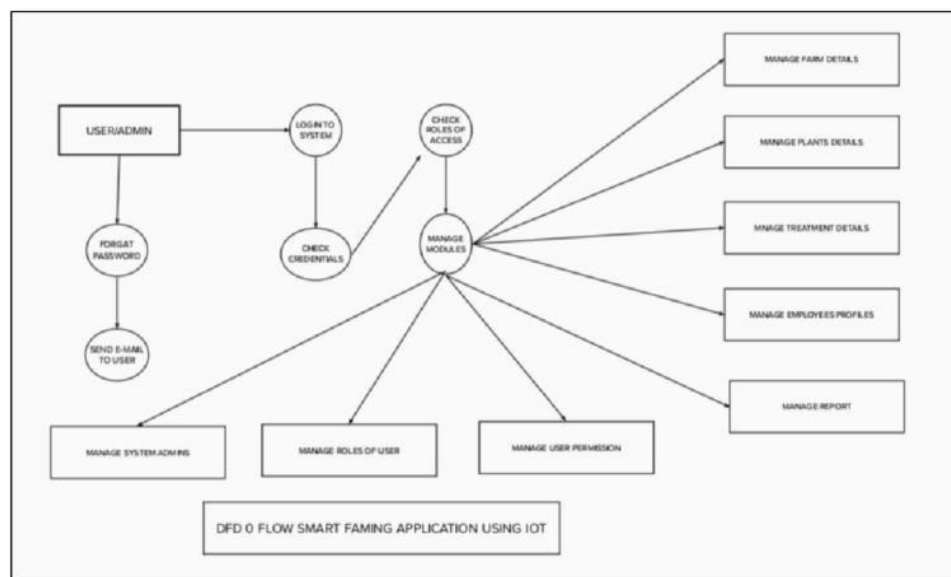 MANAGE FARM DETAILS
USER/ADMIN
LOGIN TO
SYSTEM
CHECK
ROLES OF
ACCESS
MANAGE PLANTS DETAILS
FORGAT
PASSWORD
CHECK
CREDENTIALS
MANAGE
MODULES
MNAGE TREATMENT DETAILS
MANAGE EMPLOYEES PROFILES
SEND E-MAIL
TO USER
MANAGE REPORT
MANAGE SYSTEM ADMINS
MANAGE ROLES OF USER
MANAGE USER PERMISSION
DFD 0 FLOW SMART FAMING APPLICATION USING IOT